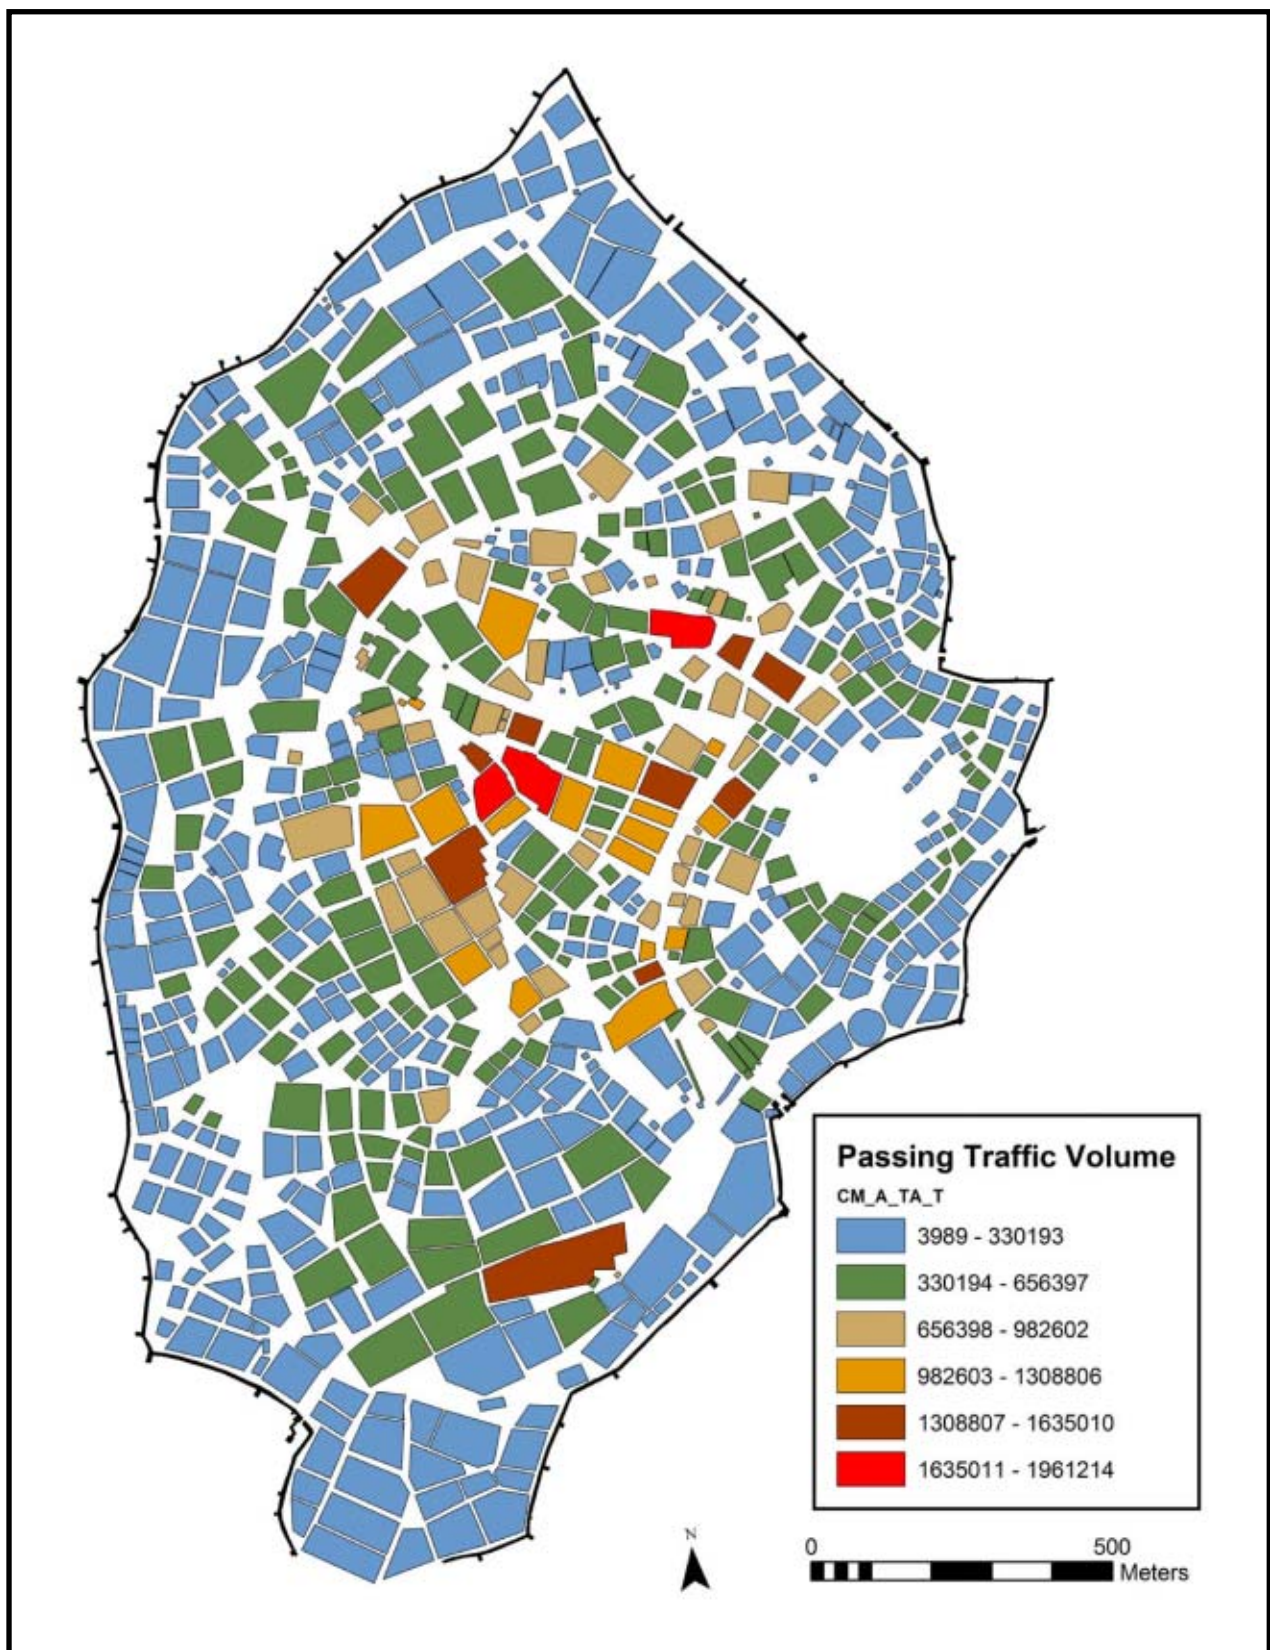 Passing Traffic Volume
CM_A_TA_T
3989 - 330193
330194 - 656397
656398 - 982602
982603 - 1308806
1308807 - 1635010
1635011 - 1961214
N
0 500
Meters